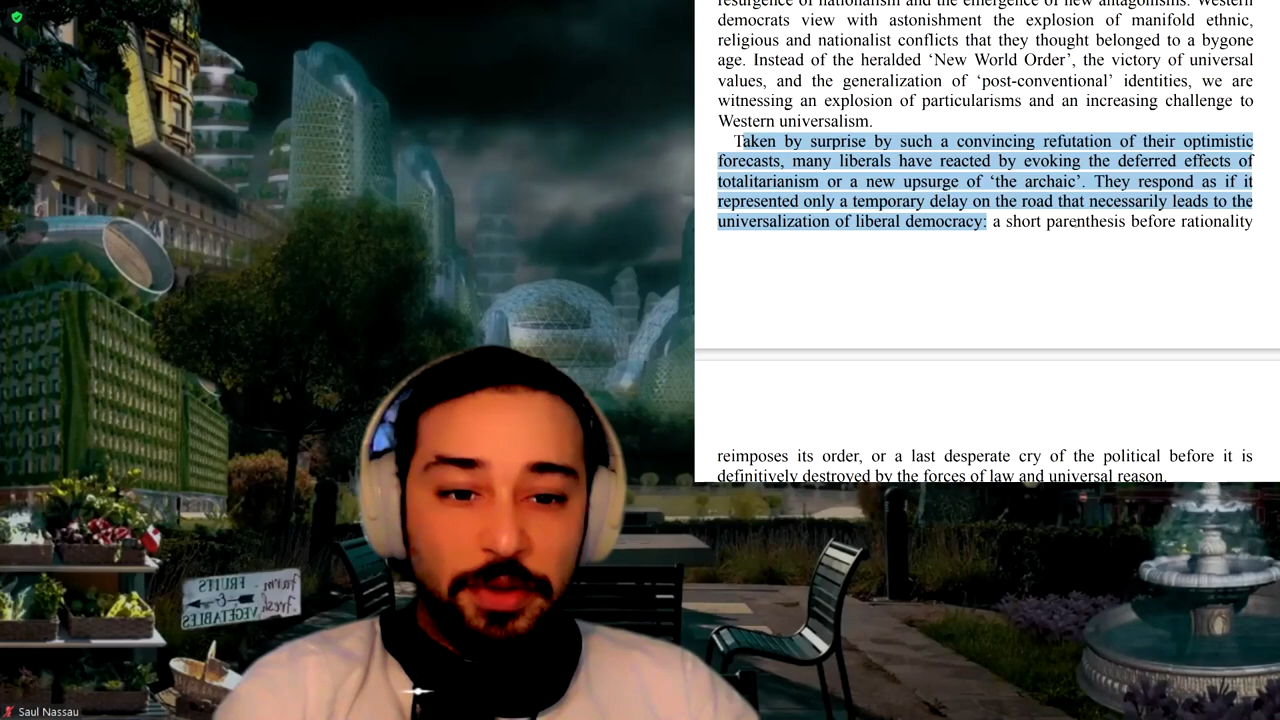 resurgence of nationalism and the emergence of new antagonisms. Western
democrats view with astonishment the explosion of manifold ethnic,
religious and nationalist conflicts that they thought belonged to a bygone
age. Instead of the heralded ‘New World Order’, the victory of universal
values, and the generalization of ‘post-conventional’ identities, we are
witnessing an explosion of particularisms and an increasing challenge to
Western universalism.
Taken by surprise by such a convincing refutation of their optimistic
forecasts, many liberals have reacted by evoking the deferred effects of
totalitarianism or a new upsurge of ‘the archaic’. They respond as if it
represented only a temporary delay on the road that necessarily leads to the
universalization of liberal democracy: a short parenthesis before rationality
reimposes its order, or a last desperate cry of the political before it is
definitively destroyed by the forces of law and universal reason.
Farm
Fresh
FRUITS
&
VEGETABLES
Saul Nassau